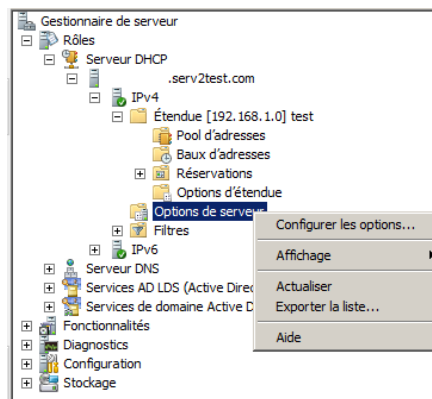 Gestionnaire de serveur
Rôles
Serveur DHCP
.serv2test.com
IPv4
Étendue [192.168.1.0] test
Pool d'adresses
Baux d'adresses
Réservations
Options d'étendue
Options de serveur
Configurer les options...
Filtres
Affichage
IPv6
Serveur DNS
Actualiser
Services AD LDS (Active Direc
Exporter la liste...
Services de domaine Active D
Fonctionnalités
Aide
Diagnostics
Configuration
Stockage